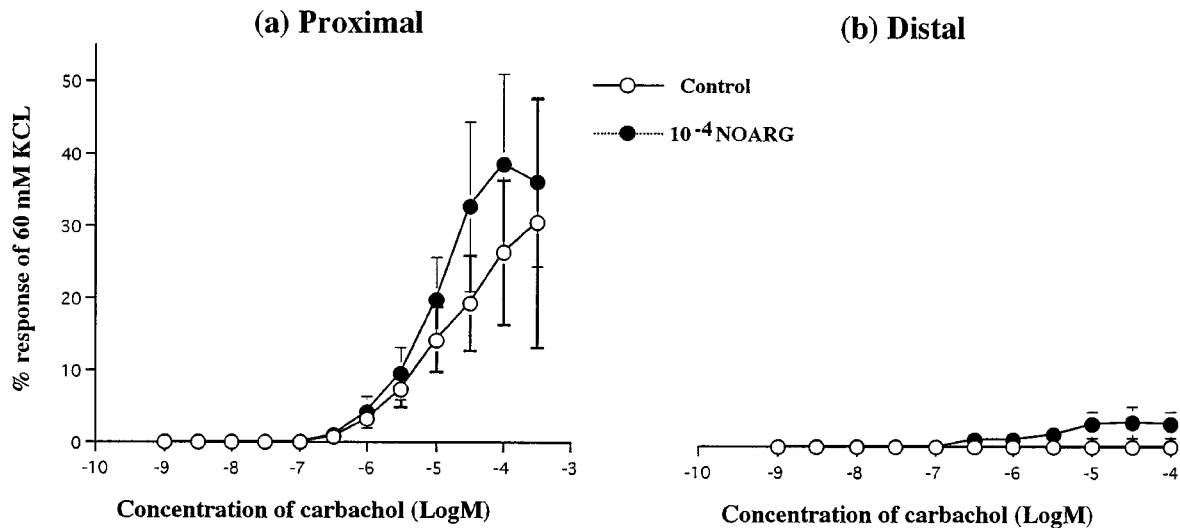 (a) Proximal
(b) Distal
Control
10⁻⁴ NOARG
% response of 60 mM KCL
50
40
30
20
10
0
-10 -9 -8 -7 -6 -5 -4 -3
Concentration of carbachol (LogM)
-10 -9 -8 -7 -6 -5 -4
Concentration of carbachol (LogM)